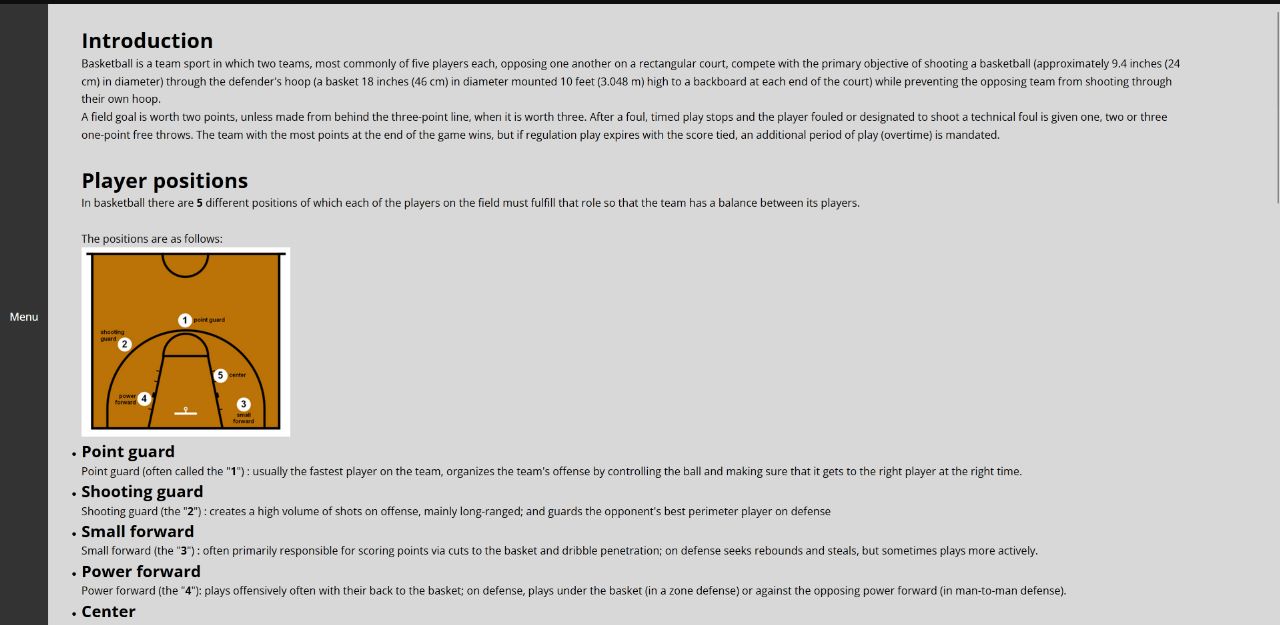 Introduction
Basketball is a team sport in which two teams, most commonly of five players each, opposing one another on a rectangular court, compete with the primary objective of shooting a basketball (approximately 9.4 inches (24
cm) in diameter) through the defender's hoop (a basket 18 inches (46 cm) in diameter mounted 10 feet (3.048 m) high to a backboard at each end of the court) while preventing the opposing team from shooting through
their own hoop.
A field goal is worth two points, unless made from behind the three-point line, when it is worth three. After a foul, timed play stops and the player fouled or designated to shoot a technical foul is given one, two or three
one-point free throws. The team with the most points at the end of the game wins, but if regulation play expires with the score tied, an additional period of play (overtime) is mandated.
Player positions
In basketball there are 5 different positions of which each of the players on the field must fulfill that role so that the team has a balance between its players.
The positions are as follows:
1 point guard
shooting
guard 2
5 center
power
forward 4
3
small
forward
Menu
• Point guard
Point guard (often called the "1") : usually the fastest player on the team, organizes the team's offense by controlling the ball and making sure that it gets to the right player at the right time.
• Shooting guard
Shooting guard (the "2") : creates a high volume of shots on offense, mainly long-ranged; and guards the opponent's best perimeter player on defense
• Small forward
Small forward (the "3") : often primarily responsible for scoring points via cuts to the basket and dribble penetration; on defense seeks rebounds and steals, but sometimes plays more actively.
• Power forward
Power forward (the "4"): plays offensively often with their back to the basket; on defense, plays under the basket (in a zone defense) or against the opposing power forward (in man-to-man defense).
• Center